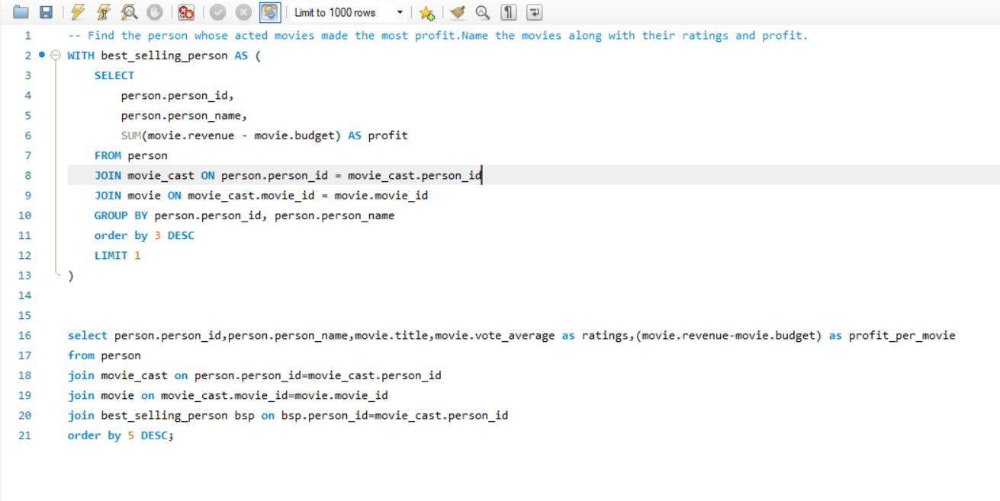 Limit to 1000 rows
1 -- Find the person whose acted movies made the most profit.Name the movies along with their ratings and profit.
2 WITH best_selling_person AS (
3 SELECT
4 person.person_id,
5 person.person_name,
6 SUM(movie.revenue - movie.budget) AS profit
7 FROM person
8 JOIN movie_cast ON person.person_id = movie_cast.person_id
9 JOIN movie ON movie_cast.movie_id = movie.movie_id
10 GROUP BY person.person_id, person.person_name
11 order by 3 DESC
12 LIMIT 1
13 )
14
15
16 select person.person_id,person.person_name,movie.title,movie.vote_average as ratings,(movie.revenue-movie.budget) as profit_per_movie
17 from person
18 join movie_cast on person.person_id=movie_cast.person_id
19 join movie on movie_cast.movie_id=movie.movie_id
20 join best_selling_person bsp on bsp.person_id=movie_cast.person_id
21 order by 5 DESC;